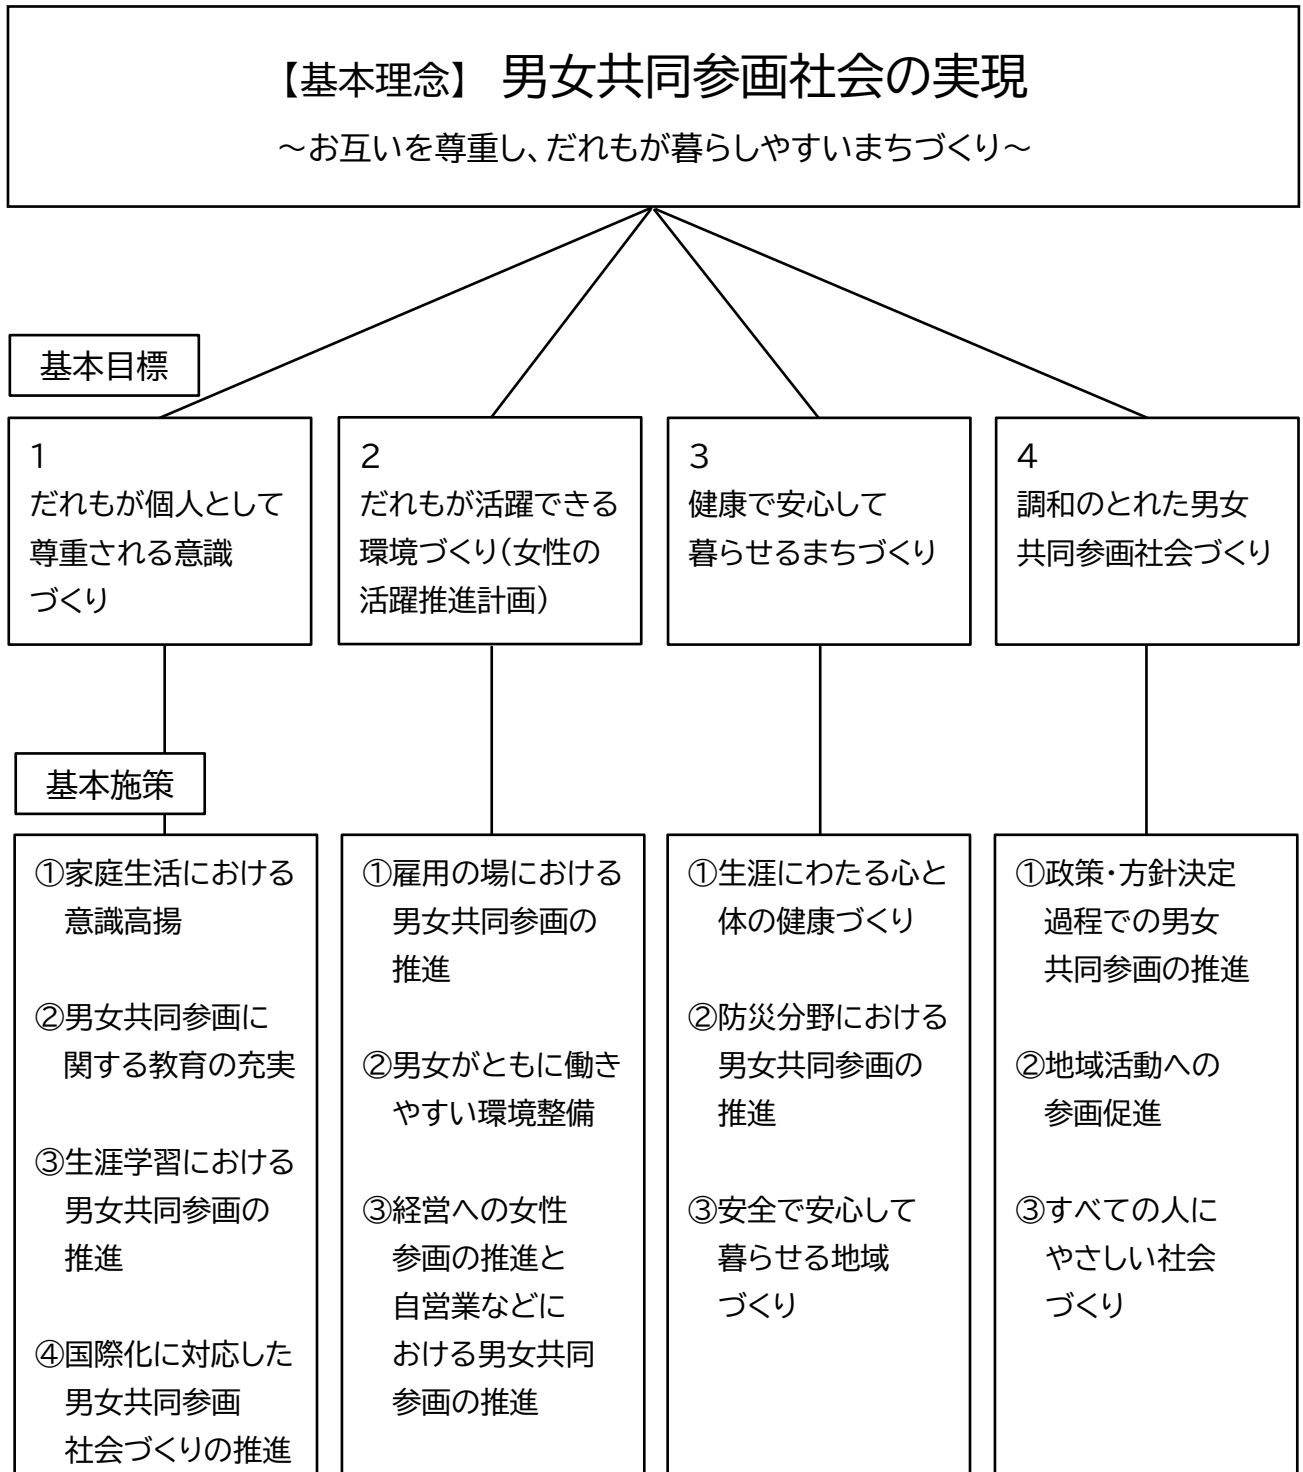 【基本理念】 男女共同参画社会の実現
～お互いを尊重し、だれもが暮らしやすいまちづくり～
基本目標
1
だれもが個人として
尊重される意識
づくり
2
だれもが活躍できる
環境づくり(女性の
活躍推進計画)
3
健康で安心して
暮らせるまちづくり
4
調和のとれた男女
共同参画社会づくり
基本施策
①家庭生活における
意識高揚
②男女共同参画に
関する教育の充実
③生涯学習における
男女共同参画の
推進
④国際化に対応した
男女共同参画
社会づくりの推進
①雇用の場における
男女共同参画の
推進
②男女がともに働き
やすい環境整備
③経営への女性
参画の推進と
自営業などに
おける男女共同
参画の推進
①生涯にわたる心と
体の健康づくり
②防災分野における
男女共同参画の
推進
③安全で安心して
暮らせる地域
づくり
①政策・方針決定
過程での男女
共同参画の推進
②地域活動への
参画促進
③すべての人に
やさしい社会
づくり